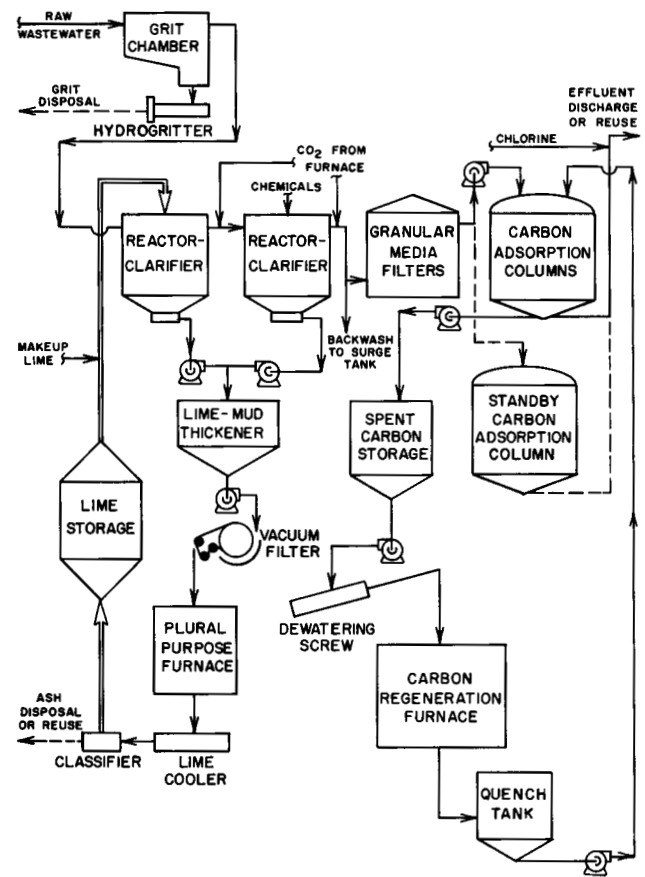 RAW
WASTEWATER
GRIT
CHAMBER
GRIT
DISPOSAL
HYDROGRITTER
EFFLUENT
DISCHARGE
OR REUSE
CHLORINE
CO2 FROM
FURNACE
CHEMICALS
REACTOR-
CLARIFIER
REACTOR-
CLARIFIER
GRANULAR
MEDIA
FILTERS
CARBON
ADSORPTION
COLUMNS
BACKWASH
TO SURGE
TANK
MAKEUP
LIME
LIME-MUD
THICKENER
SPENT
CARBON
STORAGE
STANDBY
CARBON
ADSORPTION
COLUMN
LIME
STORAGE
VACUUM
FILTER
PLURAL
PURPOSE
FURNACE
DEWATERING
SCREW
CARBON
REGENERATION
FURNACE
ASH
DISPOSAL
OR REUSE
CLASSIFIER
LIME
COOLER
QUENCH
TANK